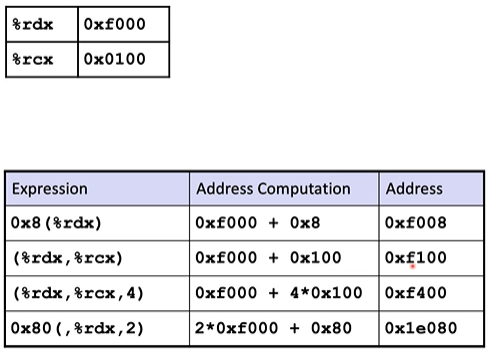 %rdx 0xf000
%rcx 0x0100
Expression Address Computation Address
0x8(%rdx) 0xf000 + 0x8 0xf008
(%rdx,%rcx) 0xf000 + 0x100 0xf100
(%rdx,%rcx,4) 0xf000 + 4*0x100 0xf400
0x80(,%rdx,2) 2*0xf000 + 0x80 0x1e080